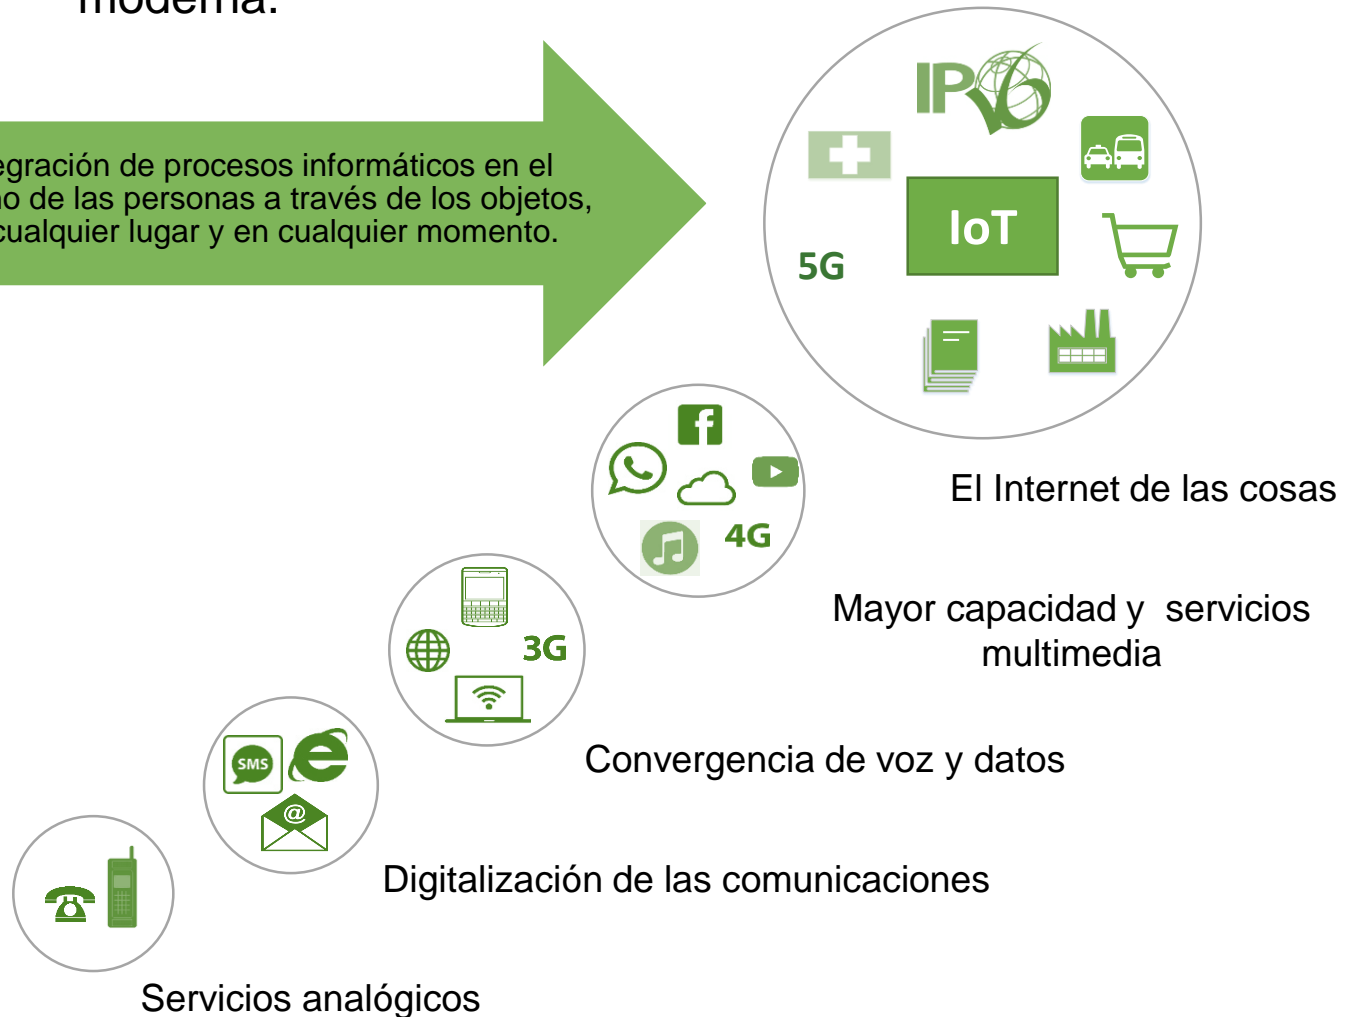 moderna.
egración de procesos informáticos en el
no de las personas a través de los objetos,
cualquier lugar y en cualquier momento.
IPv6
IoT
5G
El Internet de las cosas
f
4G
Mayor capacidad y servicios
multimedia
3G
Convergencia de voz y datos
SMS
e
@
Digitalización de las comunicaciones
Servicios analógicos